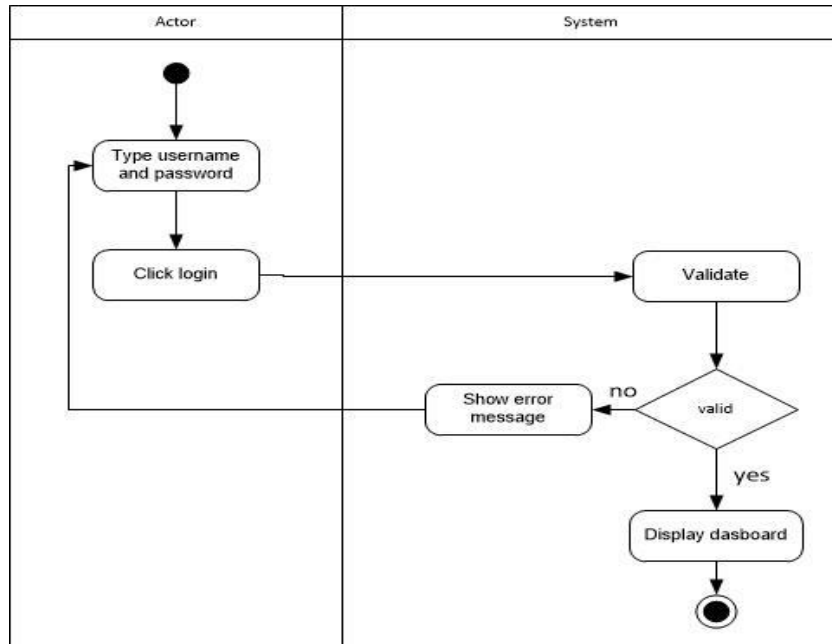 Actor
System
Type username
and password
Click login
Validate
valid
no
Show error
message
yes
Display dasboard